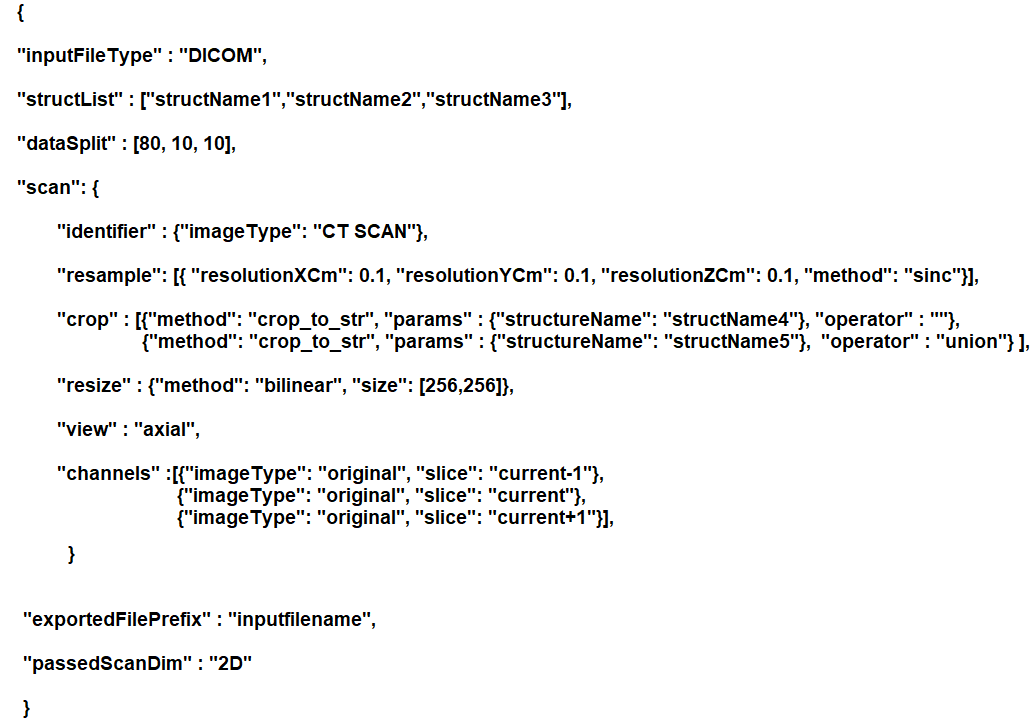 {
"inputFileType" : "DICOM",
"structList" : ["structName1","structName2","structName3"],
"dataSplit" : [80, 10, 10],
"scan": {
"identifier" : {"imageType": "CT SCAN"},
"resample": [{ "resolutionXCm": 0.1, "resolutionYCm": 0.1, "resolutionZCm": 0.1, "method": "sinc"}],
"crop" : [{"method": "crop_to_str", "params" : {"structureName": "structName4"}, "operator" : ""},
{"method": "crop_to_str", "params" : {"structureName": "structName5"}, "operator" : "union"} ],
"resize" : {"method": "bilinear", "size": [256,256]},
"view" : "axial",
"channels" :[{"imageType": "original", "slice": "current-1"},
{"imageType": "original", "slice": "current"},
{"imageType": "original", "slice": "current+1"}],
}
"exportedFilePrefix" : "inputfilename",
"passedScanDim" : "2D"
}